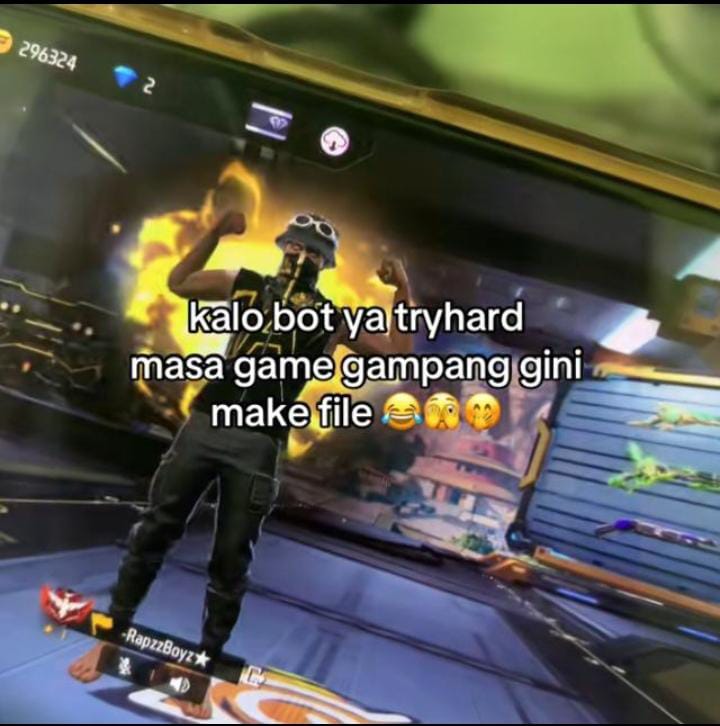 296324
2
kalo bot ya tryhard
masa game gampang gini
make file 😂🫣🤭
-RapzzBoyz★